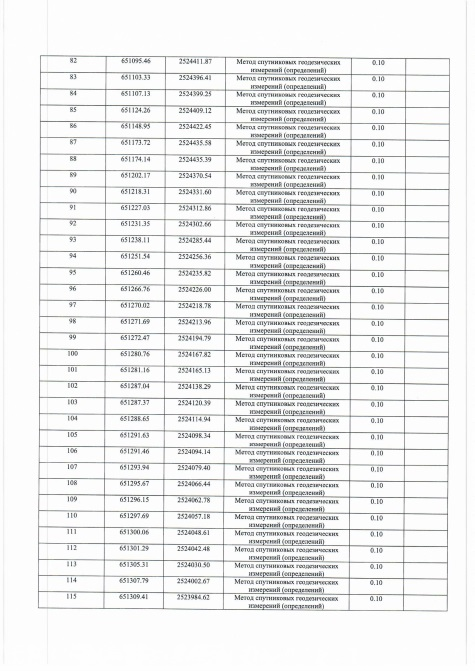 82 651095.46 2524411.87 Метод спутниковых геодезических 0.10
измерений (определений)
83 651103.33 2524396.41 Метод спутниковых геодезических 0.10
измерений (определений)
84 651107.13 2524399.25 Метод спутниковых геодезических 0.10
измерений (определений)
85 651124.26 2524409.12 Метод спутниковых геодезических 0.10
измерений (определений)
86 651148.95 2524422.45 Метод спутниковых геодезических 0.10
измерений (определений)
87 651173.72 2524435.58 Метод спутниковых геодезических 0.10
измерений (определений)
88 651174.14 2524435.39 Метод спутниковых геодезических 0.10
измерений (определений)
89 651202.17 2524370.54 Метод спутниковых геодезических 0.10
измерений (определений)
90 651218.31 2524331.60 Метод спутниковых геодезических 0.10
измерений (определений)
91 651227.03 2524312.86 Метод спутниковых геодезических 0.10
измерений (определений)
92 651231.35 2524302.66 Метод спутниковых геодезических 0.10
измерений (определений)
93 651238.11 2524285.44 Метод спутниковых геодезических 0.10
измерений (определений)
94 651251.54 2524256.36 Метод спутниковых геодезических 0.10
измерений (определений)
95 651260.46 2524235.82 Метод спутниковых геодезических 0.10
измерений (определений)
96 651266.76 2524226.00 Метод спутниковых геодезических 0.10
измерений (определений)
97 651270.02 2524218.78 Метод спутниковых геодезических 0.10
измерений (определений)
98 651271.69 2524213.96 Метод спутниковых геодезических 0.10
измерений (определений)
99 651272.47 2524194.79 Метод спутниковых геодезических 0.10
измерений (определений)
100 651280.76 2524167.82 Метод спутниковых геодезических 0.10
измерений (определений)
101 651281.16 2524165.13 Метод спутниковых геодезических 0.10
измерений (определений)
102 651287.04 2524138.29 Метод спутниковых геодезических 0.10
измерений (определений)
103 651287.37 2524120.39 Метод спутниковых геодезических 0.10
измерений (определений)
104 651288.65 2524114.94 Метод спутниковых геодезических 0.10
измерений (определений)
105 651291.63 2524098.34 Метод спутниковых геодезических 0.10
измерений (определений)
106 651291.46 2524094.14 Метод спутниковых геодезических 0.10
измерений (определений)
107 651293.94 2524079.40 Метод спутниковых геодезических 0.10
измерений (определений)
108 651295.67 2524066.44 Метод спутниковых геодезических 0.10
измерений (определений)
109 651296.15 2524062.78 Метод спутниковых геодезических 0.10
измерений (определений)
110 651297.69 2524057.18 Метод спутниковых геодезических 0.10
измерений (определений)
111 651300.06 2524048.61 Метод спутниковых геодезических 0.10
измерений (определений)
112 651301.29 2524042.48 Метод спутниковых геодезических 0.10
измерений (определений)
113 651305.31 2524030.50 Метод спутниковых геодезических 0.10
измерений (определений)
114 651307.79 2524002.67 Метод спутниковых геодезических 0.10
измерений (определений)
115 651309.41 2523984.62 Метод спутниковых геодезических 0.10
измерений (определений)